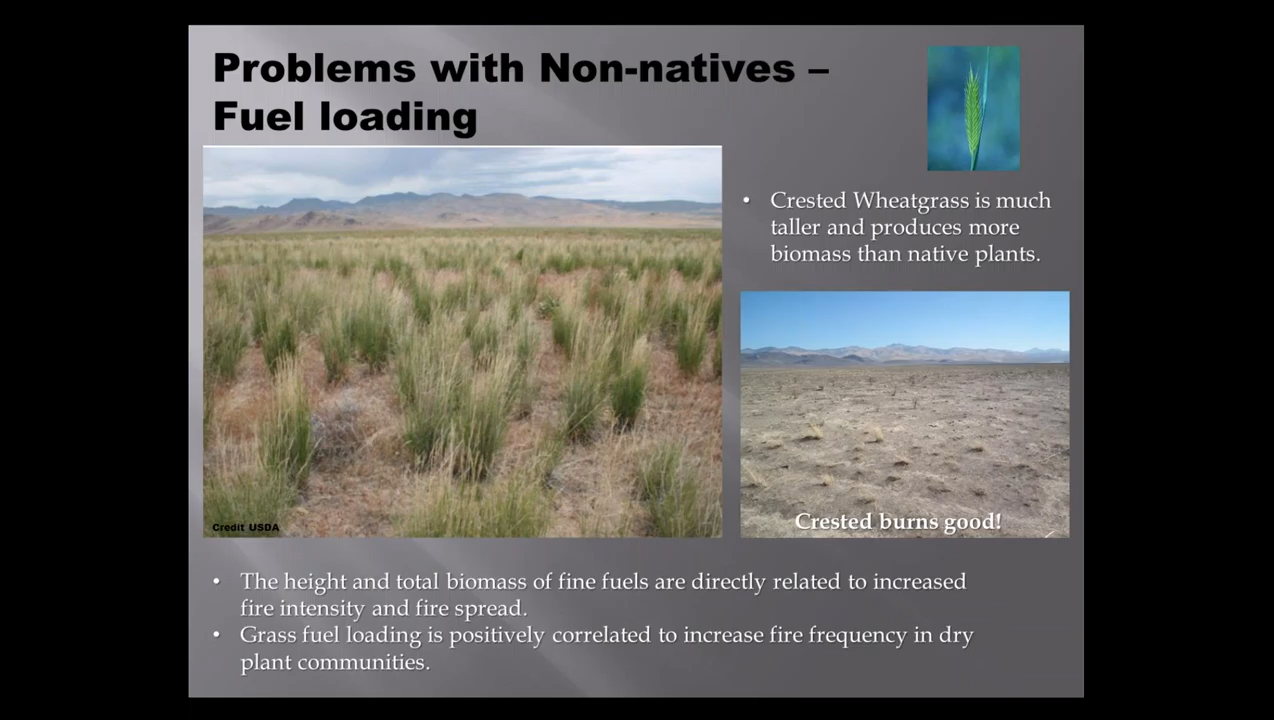 Problems with Non-natives –
Fuel loading
• Crested Wheatgrass is much
taller and produces more
biomass than native plants.
Credit USDA
Crested burns good!
• The height and total biomass of fine fuels are directly related to increased
fire intensity and fire spread.
• Grass fuel loading is positively correlated to increase fire frequency in dry
plant communities.